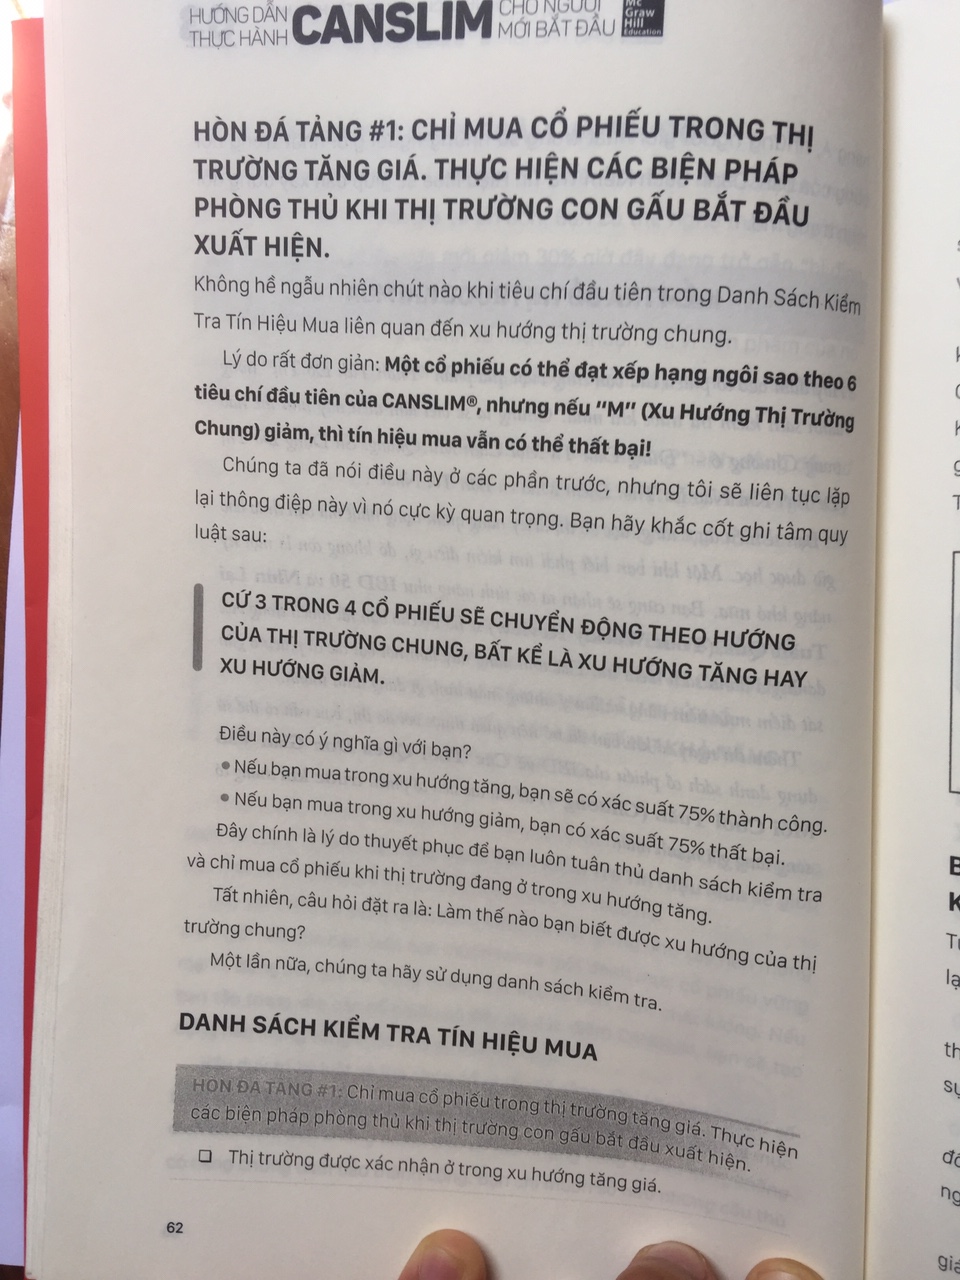 HƯỚNG DẪN
THỰC HÀNH
CANSLIM
CHO NGƯỜI
MỚI BẮT ĐẦU
Mc
Graw
Hill
Education
HÒN ĐÁ TẢNG #1: CHỈ MUA CỔ PHIẾU TRONG THỊ
TRƯỜNG TĂNG GIÁ. THỰC HIỆN CÁC BIỆN PHÁP
PHÒNG THỦ KHI THỊ TRƯỜNG CON GẤU BẮT ĐẦU
XUẤT HIỆN.
Không hề ngẫu nhiên chút nào khi tiêu chí đầu tiên trong Danh Sách Kiểm
Tra Tín Hiệu Mua liên quan đến xu hướng thị trường chung.
Lý do rất đơn giản: Một cổ phiếu có thể đạt xếp hạng ngôi sao theo 6
tiêu chí đầu tiên của CANSLIM®, nhưng nếu “M” (Xu Hướng Thị Trường
Chung) giảm, thì tín hiệu mua vẫn có thể thất bại!
Chúng ta đã nói điều này ở các phần trước, nhưng tôi sẽ liên tục lặp
lại thông điệp này vì nó cực kỳ quan trọng. Bạn hãy khắc cốt ghi tâm quy
luật sau:
CỨ 3 TRONG 4 CỔ PHIẾU SẼ CHUYỂN ĐỘNG THEO HƯỚNG
CỦA THỊ TRƯỜNG CHUNG, BẤT KỂ LÀ XU HƯỚNG TĂNG HAY
XU HƯỚNG GIẢM.
Điều này có ý nghĩa gì với bạn?
• Nếu bạn mua trong xu hướng tăng, bạn sẽ có xác suất 75% thành công.
• Nếu bạn mua trong xu hướng giảm, bạn có xác suất 75% thất bại.
Đây chính là lý do thuyết phục để bạn luôn tuân thủ danh sách kiểm tra
và chỉ mua cổ phiếu khi thị trường đang ở trong xu hướng tăng.
Tất nhiên, câu hỏi đặt ra là: Làm thế nào bạn biết được xu hướng của thị
trường chung?
Một lần nữa, chúng ta hãy sử dụng danh sách kiểm tra.
DANH SÁCH KIỂM TRA TÍN HIỆU MUA
HÒN ĐÁ TẢNG #1: Chỉ mua cổ phiếu trong thị trường tăng giá. Thực hiện
các biện pháp phòng thủ khi thị trường con gấu bắt đầu xuất hiện.
❑ Thị trường được xác nhận ở trong xu hướng tăng giá.
62